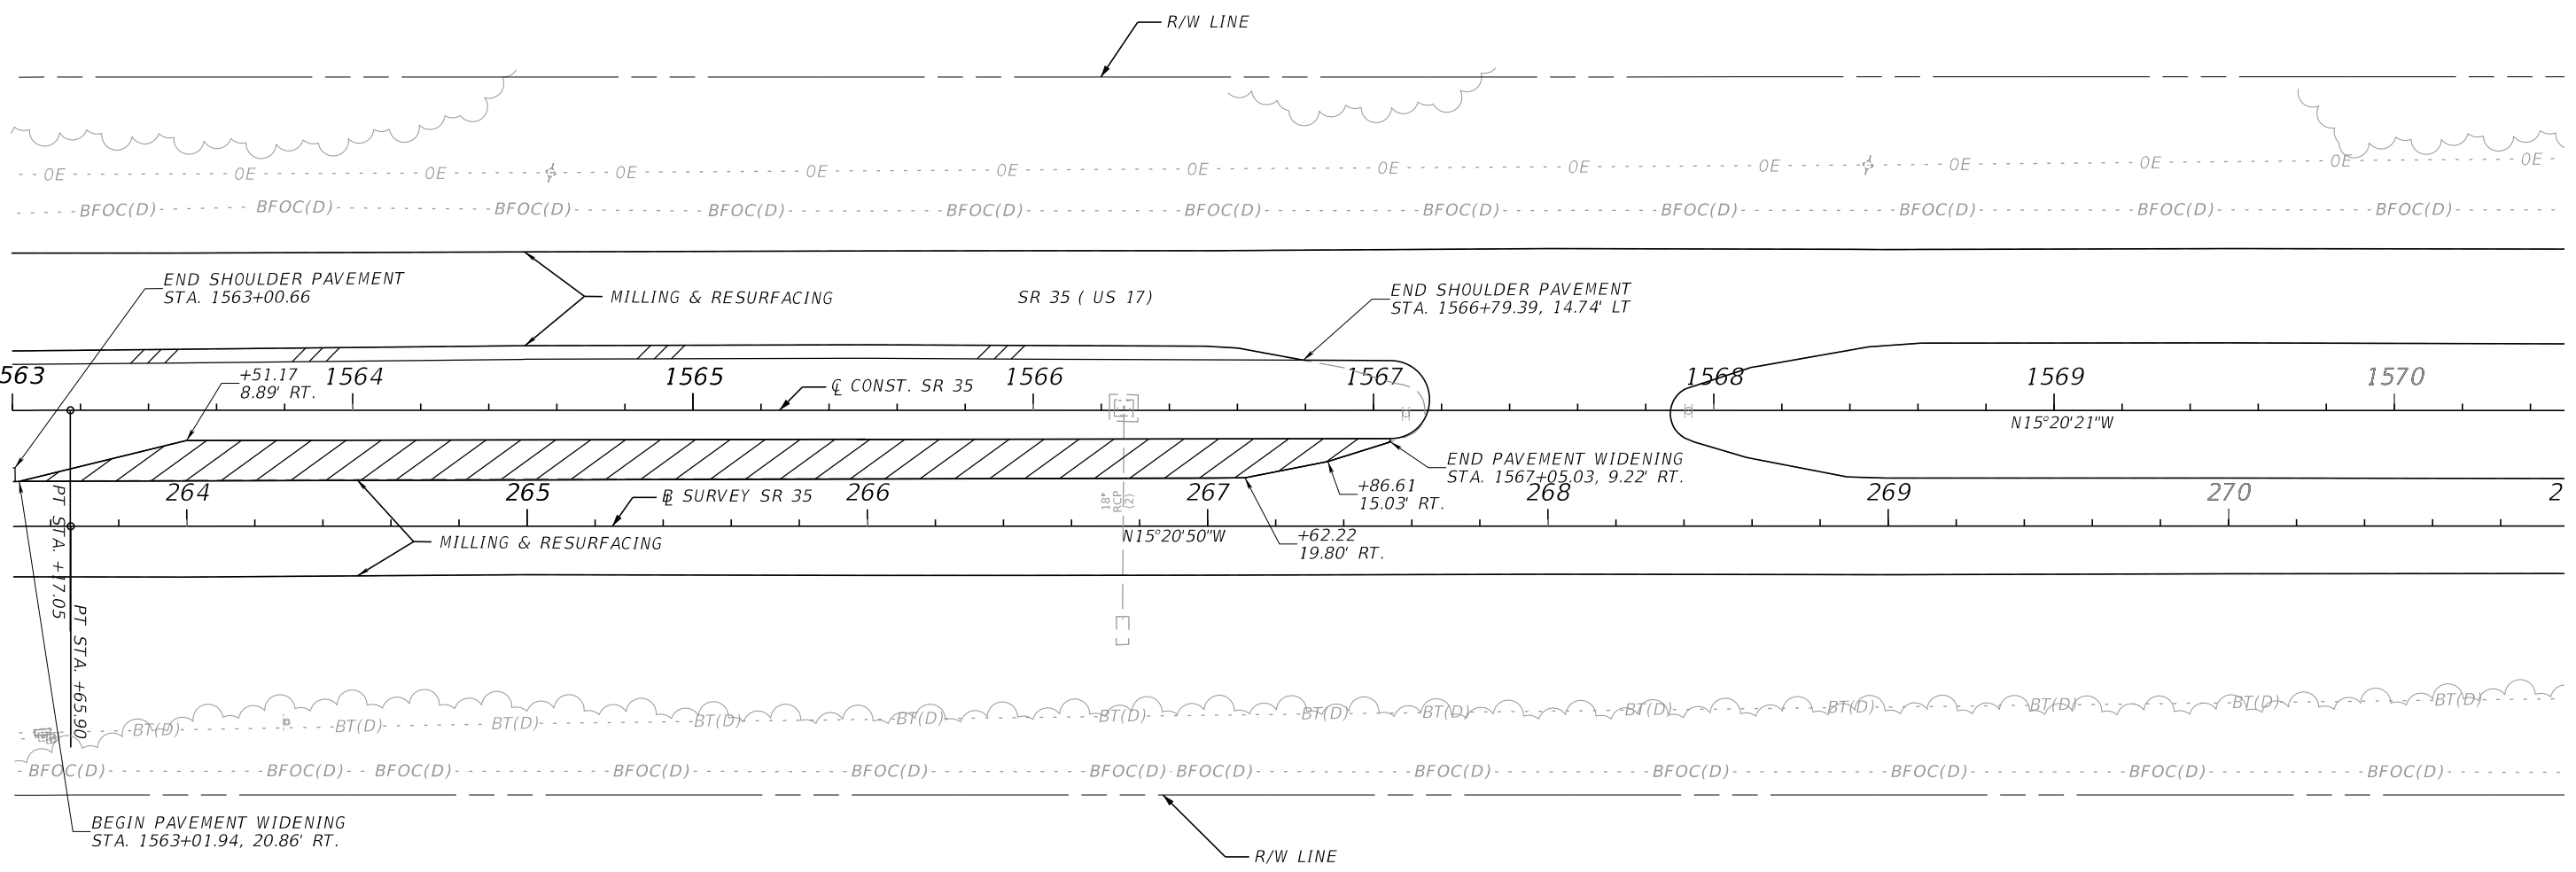 R/W LINE
OE OE OE OE OE OE OE OE OE OE OE OE OE OE
BFOC(D) BFOC(D) BFOC(D) BFOC(D) BFOC(D) BFOC(D) BFOC(D) BFOC(D) BFOC(D) BFOC(D) BFOC(D)
END SHOULDER PAVEMENT
STA. 1563+00.66
MILLING & RESURFACING
SR 35 ( US 17)
END SHOULDER PAVEMENT
STA. 1566+79.39, 14.74' LT
563 1564 1565 1566 1567 1568 1569 1570
+51.17
8.89' RT.
℄ CONST. SR 35
N15°20'21"W
END PAVEMENT WIDENING
STA. 1567+05.03, 9.22' RT.
+86.61
15.03' RT.
264 265 266 267 268 269 270 2
B/L SURVEY SR 35
18"
RCP
(2)
N15°20'50"W
+62.22
19.80' RT.
MILLING & RESURFACING
PT STA. +17.05
PT STA. +65.90
BT(D) BT(D) BT(D) BT(D) BT(D) BT(D) BT(D) BT(D) BT(D) BT(D) BT(D) BT(D) BT(D)
BFOC(D) BFOC(D) BFOC(D) BFOC(D) BFOC(D) BFOC(D) BFOC(D) BFOC(D) BFOC(D) BFOC(D) BFOC(D) BFOC(D)
BEGIN PAVEMENT WIDENING
STA. 1563+01.94, 20.86' RT.
R/W LINE